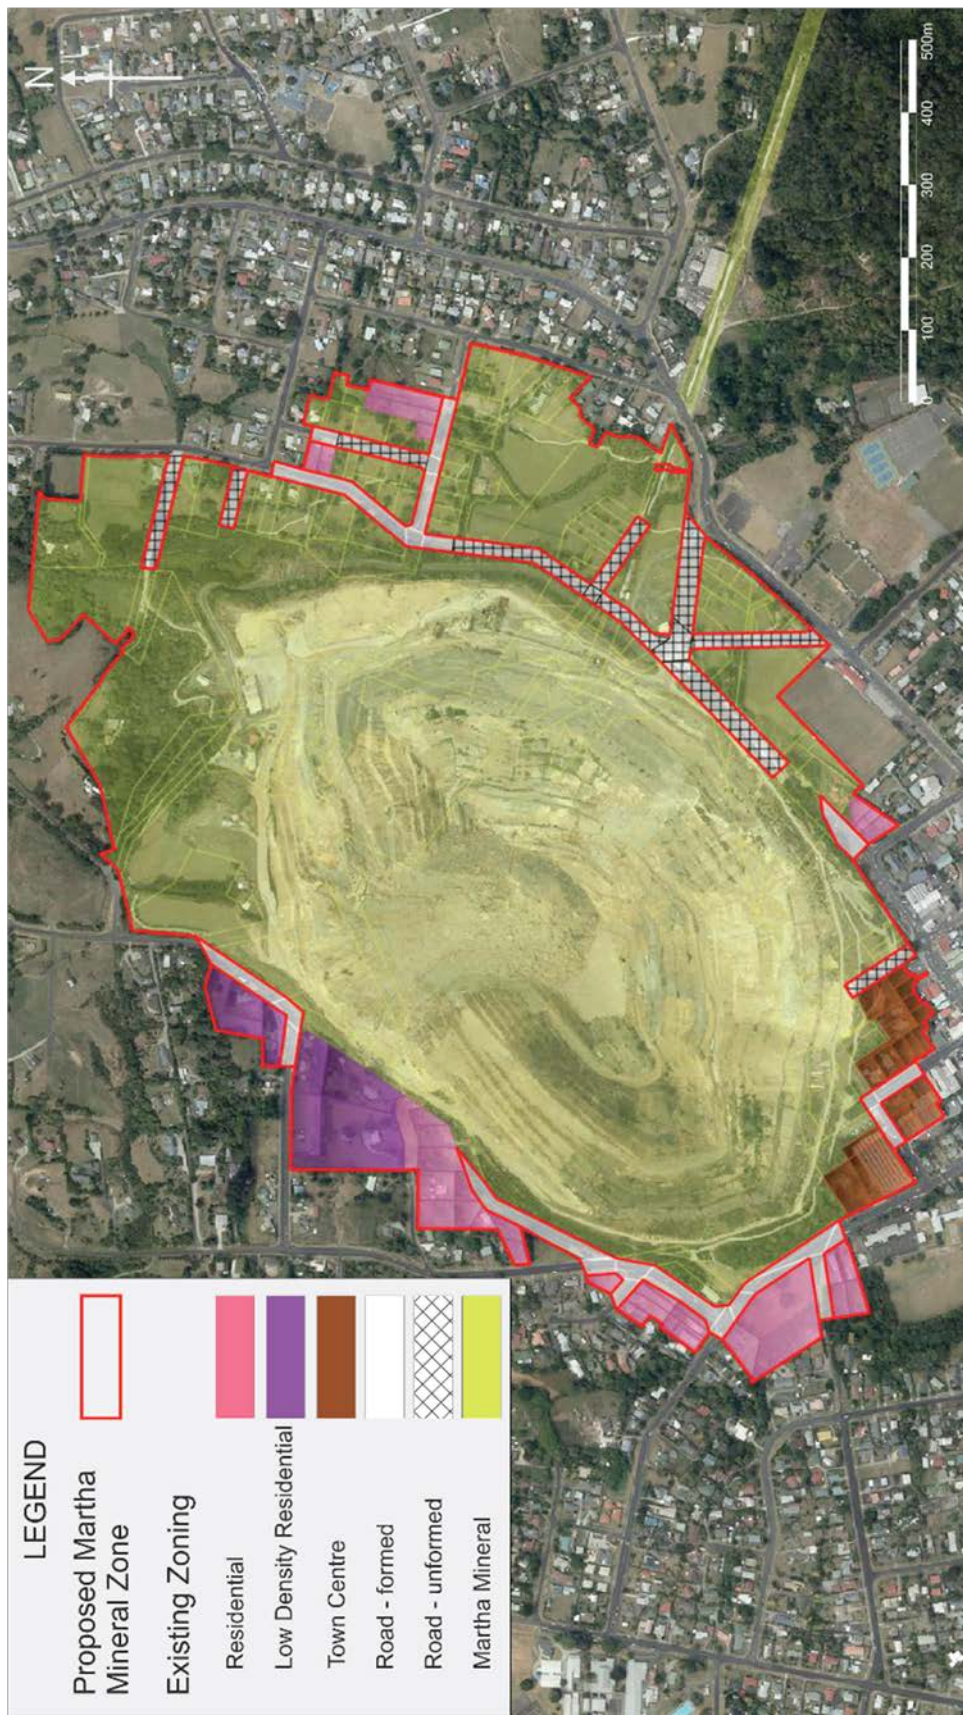 LEGEND
Proposed Martha
Mineral Zone
Existing Zoning
Residential
Low Density Residential
Town Centre
Road - formed
Road - unformed
Martha Mineral
N
0 100 200 300 400 500m